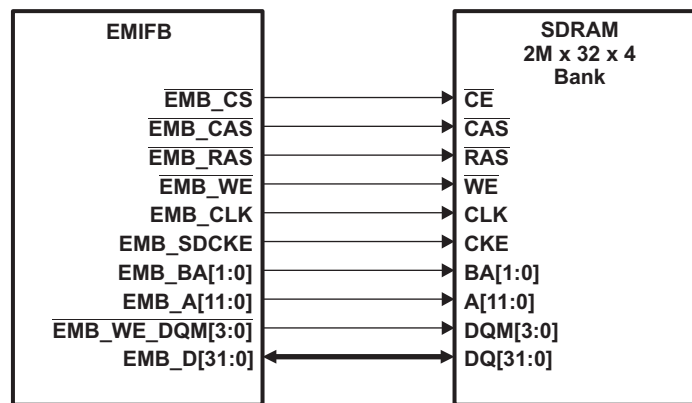 EMIFB
SDRAM
2M x 32 x 4
Bank
EMB_CS CE
EMB_CAS CAS
EMB_RAS RAS
EMB_WE WE
EMB_CLK CLK
EMB_SDCKE CKE
EMB_BA[1:0] BA[1:0]
EMB_A[11:0] A[11:0]
EMB_WE_DQM[3:0] DQM[3:0]
EMB_D[31:0] DQ[31:0]